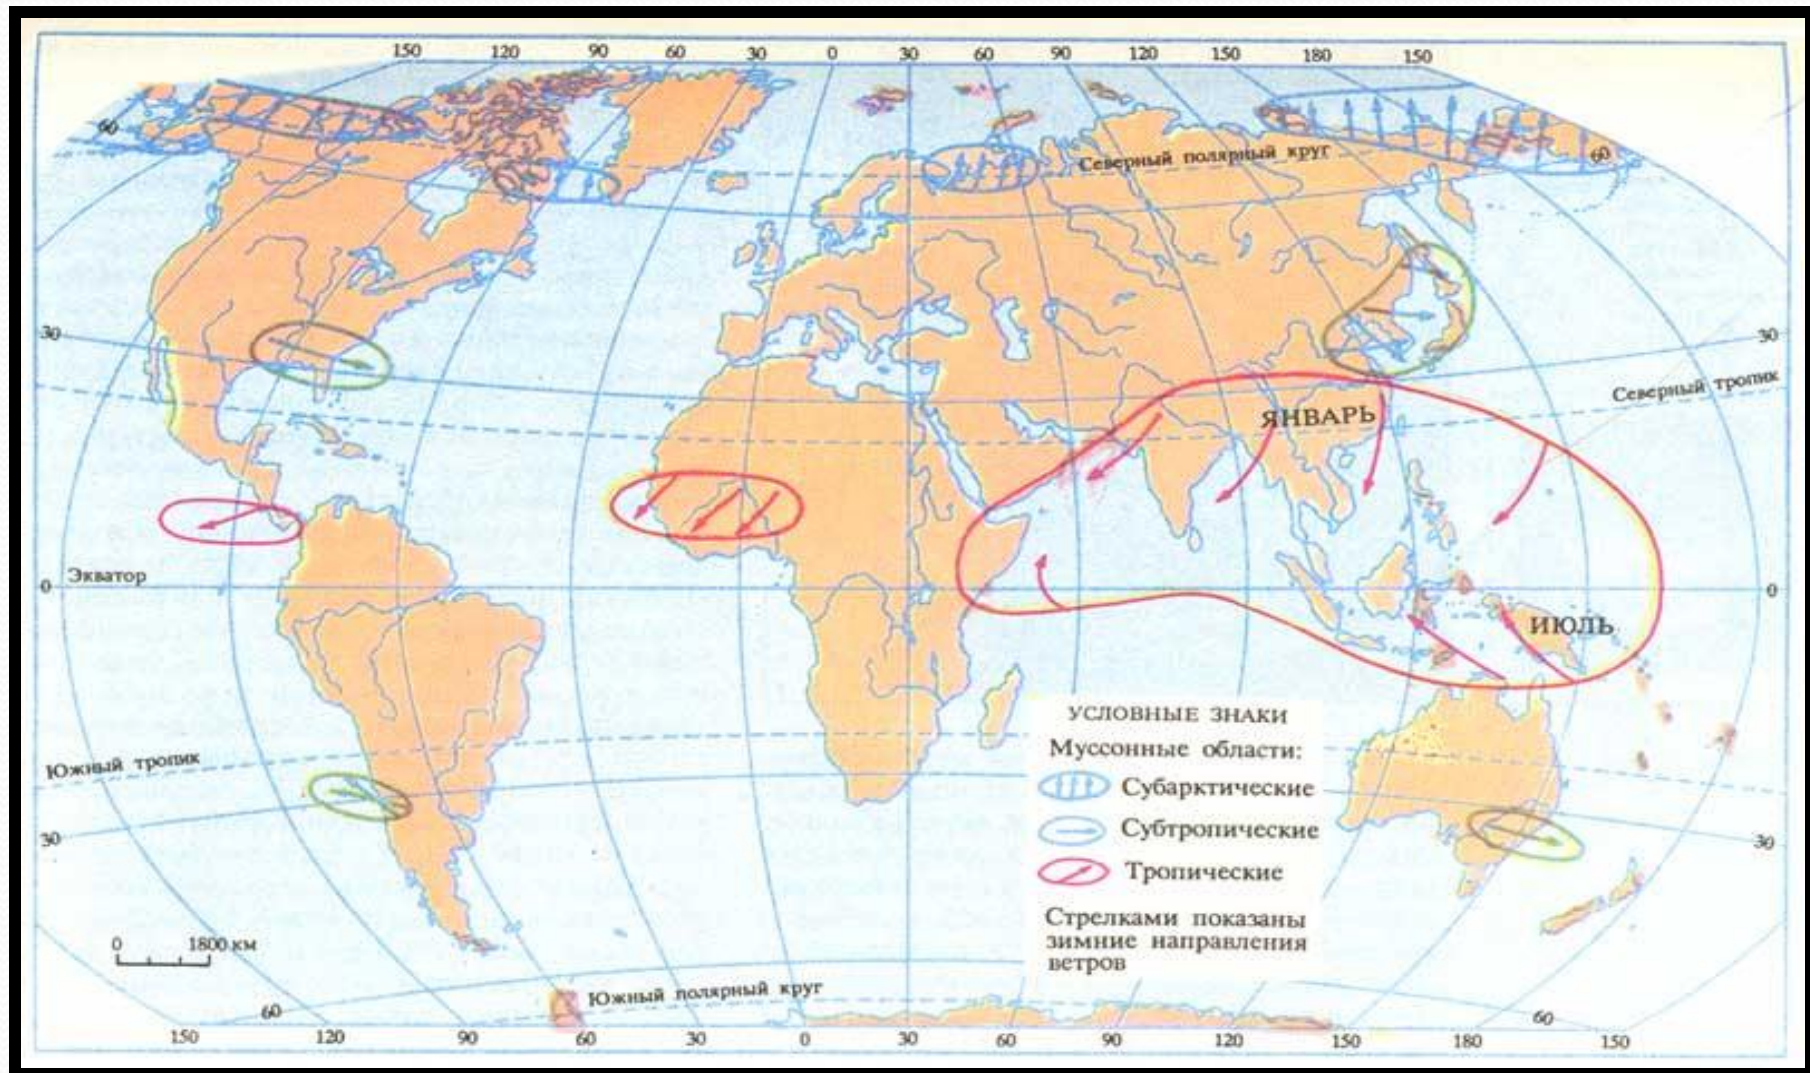 150 120 90 60 30 0 30 60 90 120 150 180 150
60
Северный полярный круг
60
30
30
Северный тропик
ЯНВАРЬ
0
Экватор
0
ИЮЛЬ
Южный тропик
30
30
УСЛОВНЫЕ ЗНАКИ
Муссонные области:
Субарктические
Субтропические
Тропические
Стрелками показаны
зимние направления
ветров
0 1800 км
Южный полярный круг
60
60
150 120 90 60 30 0 30 60 90 120 150 180 150